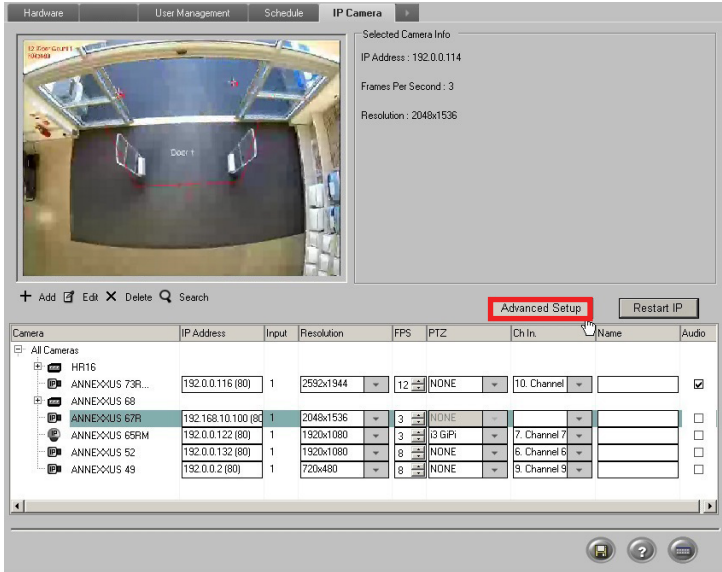 Hardware User Management Schedule IP Camera
Selected Camera Info
IP Address : 192.0.0.114
Frames Per Second : 3
Resolution : 2048x1536
Door 1
Add Edit Delete Search
Advanced Setup Restart IP
Camera IP Address Input Resolution FPS PTZ Ch In. Name Audio
All Cameras
HR16
ANNEXXUS 73R... 192.0.0.116 (80) 1 2592x1944 12 NONE 10. Channel
ANNEXXUS 68
ANNEXXUS 67R 192.168.10.100 (80 1 2048x1536 3 NONE
ANNEXXUS 65RM 192.0.0.122 (80) 1 1920x1080 3 i3 GiPi 7. Channel 7
ANNEXXUS 52 192.0.0.132 (80) 1 1920x1080 8 NONE 6. Channel 6
ANNEXXUS 49 192.0.0.2 (80) 1 720x480 8 NONE 9. Channel 9